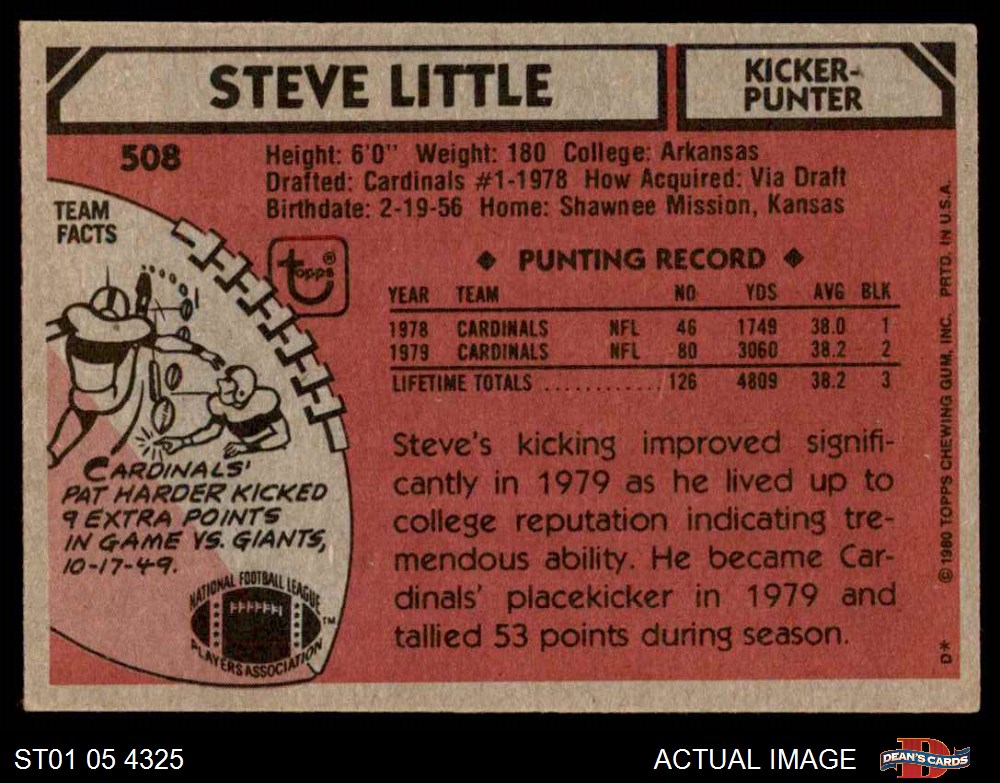 STEVE LITTLE
KICKER-
PUNTER
508
Height: 6'0" Weight: 180 College: Arkansas
Drafted: Cardinals #1-1978 How Acquired: Via Draft
Birthdate: 2-19-56 Home: Shawnee Mission, Kansas
TEAM
FACTS
topps®
◆ PUNTING RECORD ◆
YEAR TEAM NO YDS AVG BLK
1978 CARDINALS NFL 46 1749 38.0 1
1979 CARDINALS NFL 80 3060 38.2 2
LIFETIME TOTALS ............ 126 4809 38.2 3
Steve's kicking improved signifi-
cantly in 1979 as he lived up to
college reputation indicating tre-
mendous ability. He became Car-
dinals' placekicker in 1979 and
tallied 53 points during season.
CARDINALS'
PAT HARDER KICKED
9 EXTRA POINTS
IN GAME VS. GIANTS,
10-17-49.
NATIONAL FOOTBALL LEAGUE
PLAYERS ASSOCIATION
TM
D* © 1980 TOPPS CHEWING GUM, INC. PRTD. IN U.S.A.
ST01 05 4325
ACTUAL IMAGE
D
DEAN'S CARDS